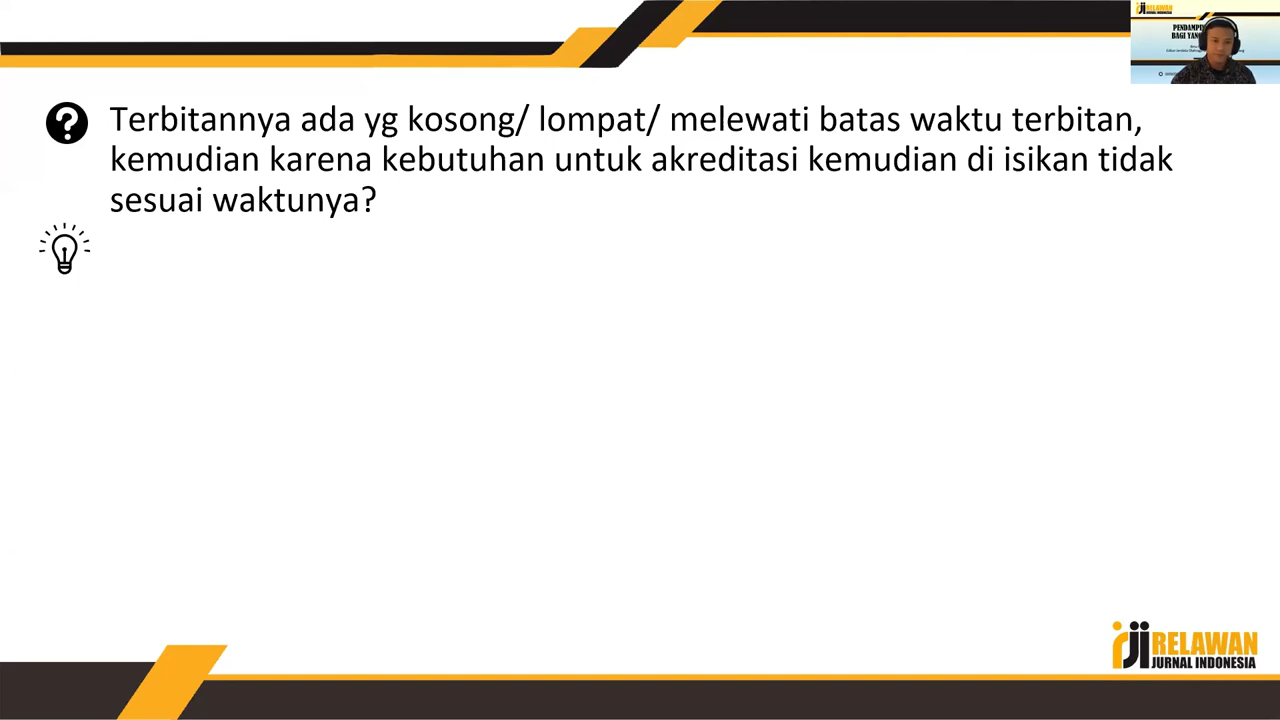 RELAWAN
Terbitannya ada yg kosong/ lompat/ melewati batas waktu terbitan,
kemudian karena kebutuhan untuk akreditasi kemudian di isikan tidak
sesuai waktunya?
RELAWAN
JURNAL INDONESIA